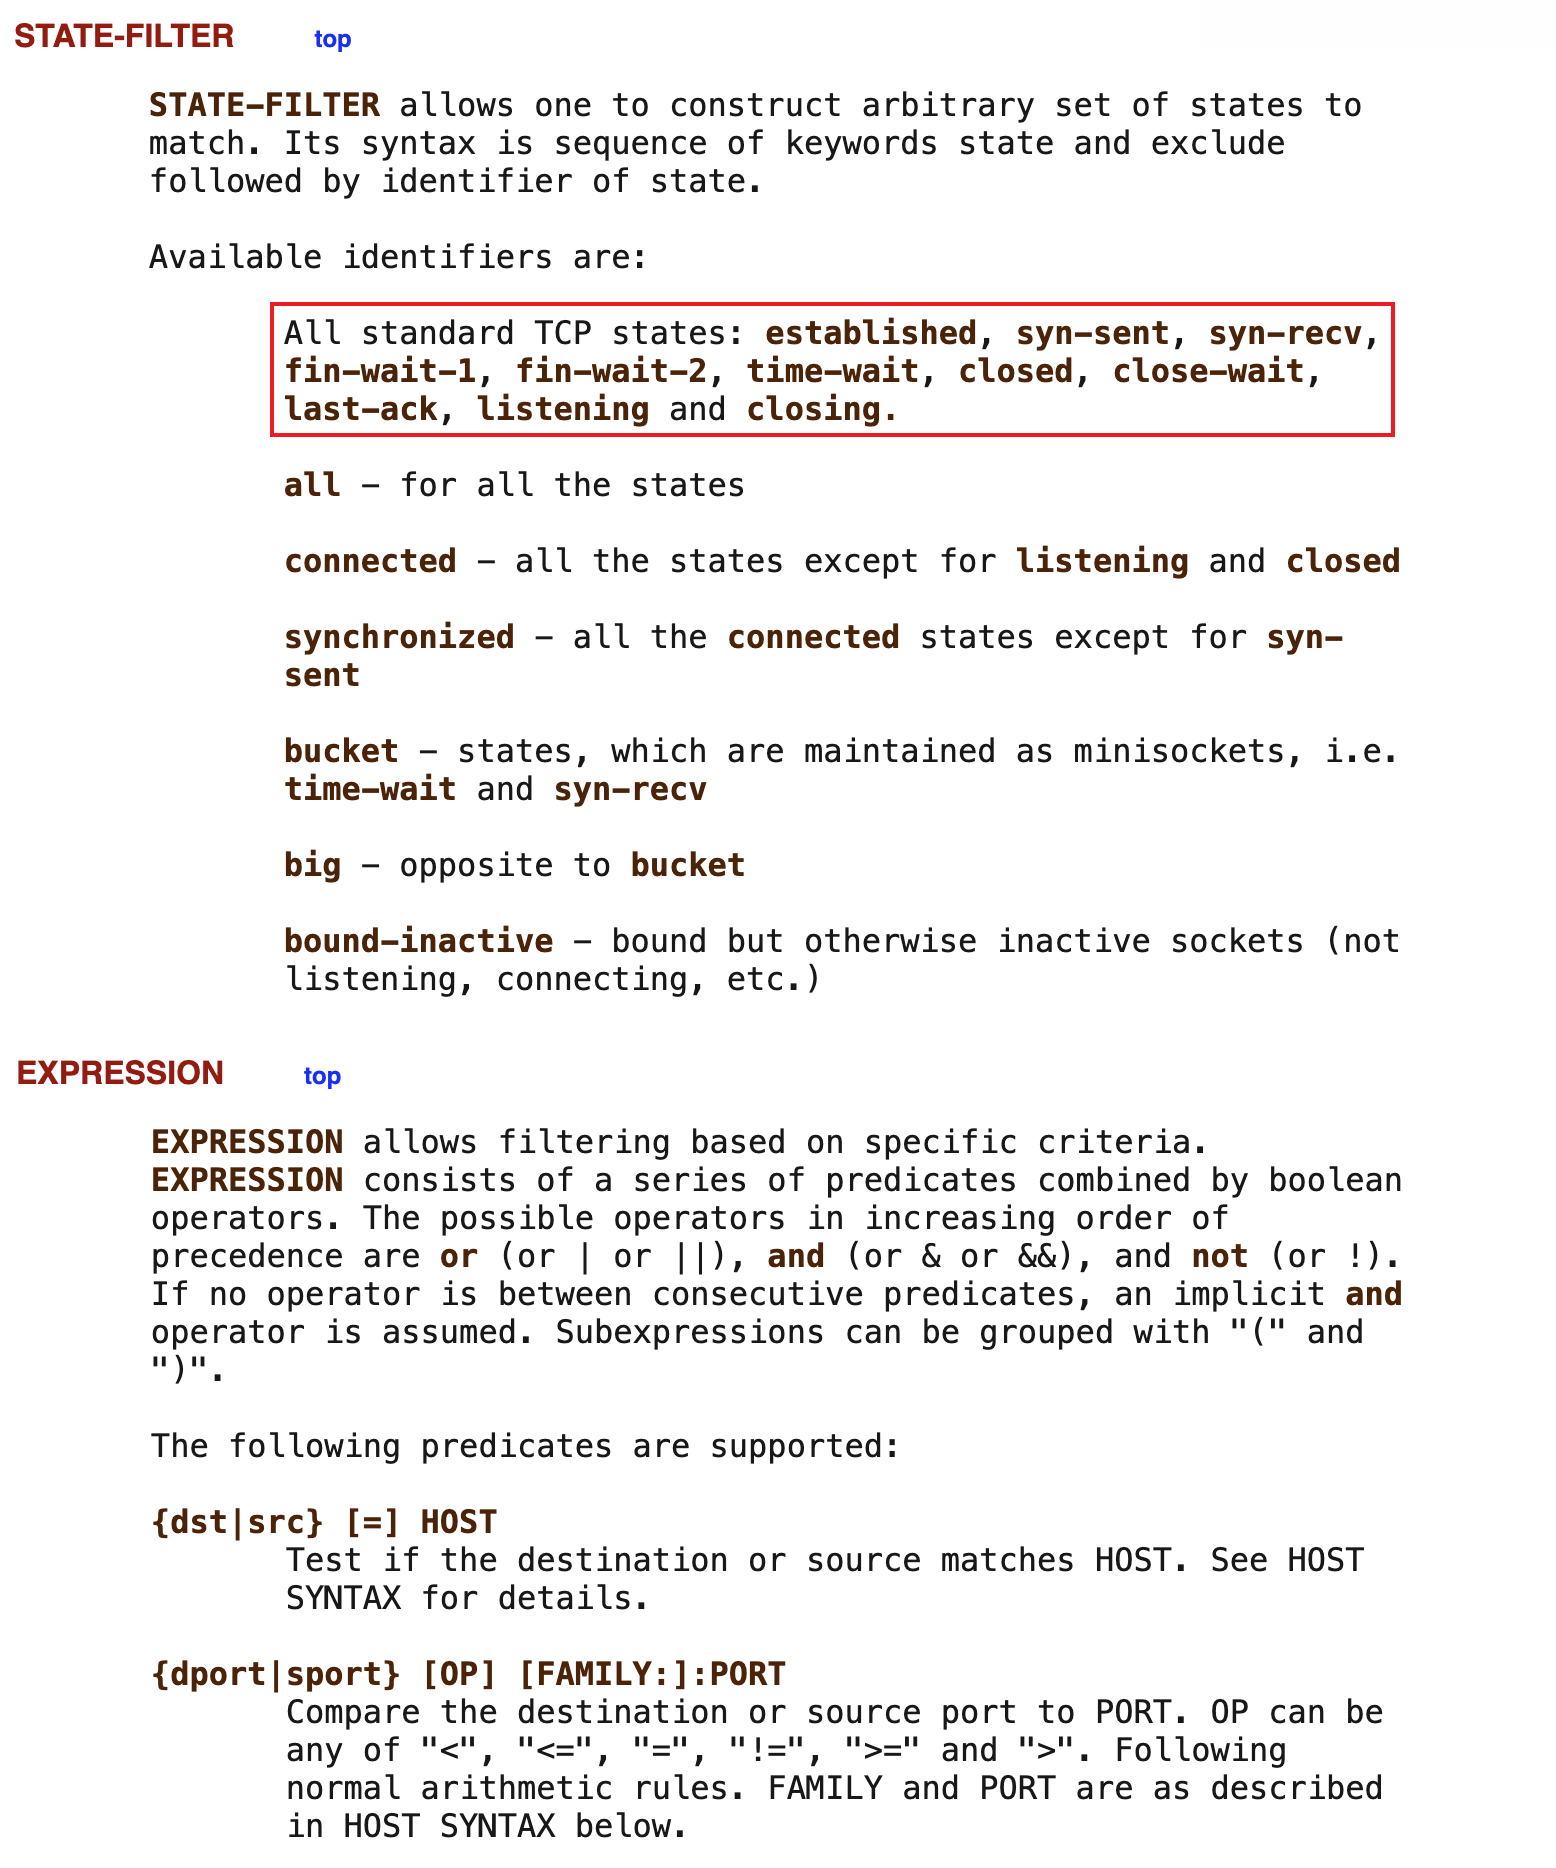 STATE-FILTER top
STATE-FILTER allows one to construct arbitrary set of states to
match. Its syntax is sequence of keywords state and exclude
followed by identifier of state.
Available identifiers are:
All standard TCP states: established, syn-sent, syn-recv,
fin-wait-1, fin-wait-2, time-wait, closed, close-wait,
last-ack, listening and closing.
all - for all the states
connected - all the states except for listening and closed
synchronized - all the connected states except for syn-
sent
bucket - states, which are maintained as minisockets, i.e.
time-wait and syn-recv
big - opposite to bucket
bound-inactive - bound but otherwise inactive sockets (not
listening, connecting, etc.)
EXPRESSION top
EXPRESSION allows filtering based on specific criteria.
EXPRESSION consists of a series of predicates combined by boolean
operators. The possible operators in increasing order of
precedence are or (or | or ||), and (or & or &&), and not (or !).
If no operator is between consecutive predicates, an implicit and
operator is assumed. Subexpressions can be grouped with "(" and
")".
The following predicates are supported:
{dst|src} [=] HOST
Test if the destination or source matches HOST. See HOST
SYNTAX for details.
{dport|sport} [OP] [FAMILY:]:PORT
Compare the destination or source port to PORT. OP can be
any of "<", "<=", "=", "!=", ">=" and ">". Following
normal arithmetic rules. FAMILY and PORT are as described
in HOST SYNTAX below.